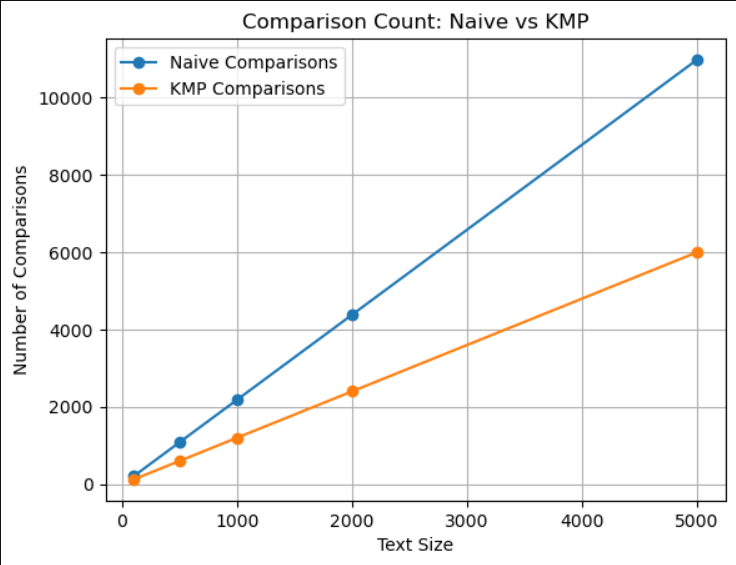 Comparison Count: Naive vs KMP
Naive Comparisons
KMP Comparisons
Number of Comparisons
10000
8000
6000
4000
2000
0
0 1000 2000 3000 4000 5000
Text Size